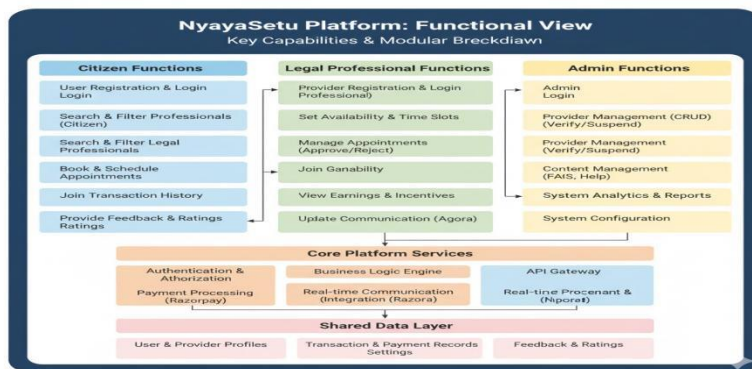 NyayaSetu Platform: Functional View
Key Capabilities & Modular Breckdiawn
Citizen Functions
User Registration & Login
Login
Search & Filter Professionals
(Citizen)
Search & Filter Legal
Professionals
Book & Schedule
Appointments
Join Transaction History
Provide Feedback & Ratings
Ratings
Legal Professional Functions
Provider Registration & Login
Professional)
Set Availability & Time Slots
Manage Appointments
(Approve/Reject)
Join Ganability
View Earnings & Incentives
Update Communication (Agora)
Admin Functions
Admin
Login
Provider Management (CRUD)
(Verify/Suspend)
Provider Management
(Verify/Suspend)
Content Management
(FAIS, Help)
System Analytics & Reports
System Configuration
Core Platform Services
Authentication &
Athorization
Payment Processing
(Razorpay)
Business Logic Engine
Real-time Communication
(Integration (Razora)
API Gateway
Real-time Procenant &
Shared Data Layer
User & Provider Profiles
Transaction & Payment Records
Settings
Feedback & Ratings